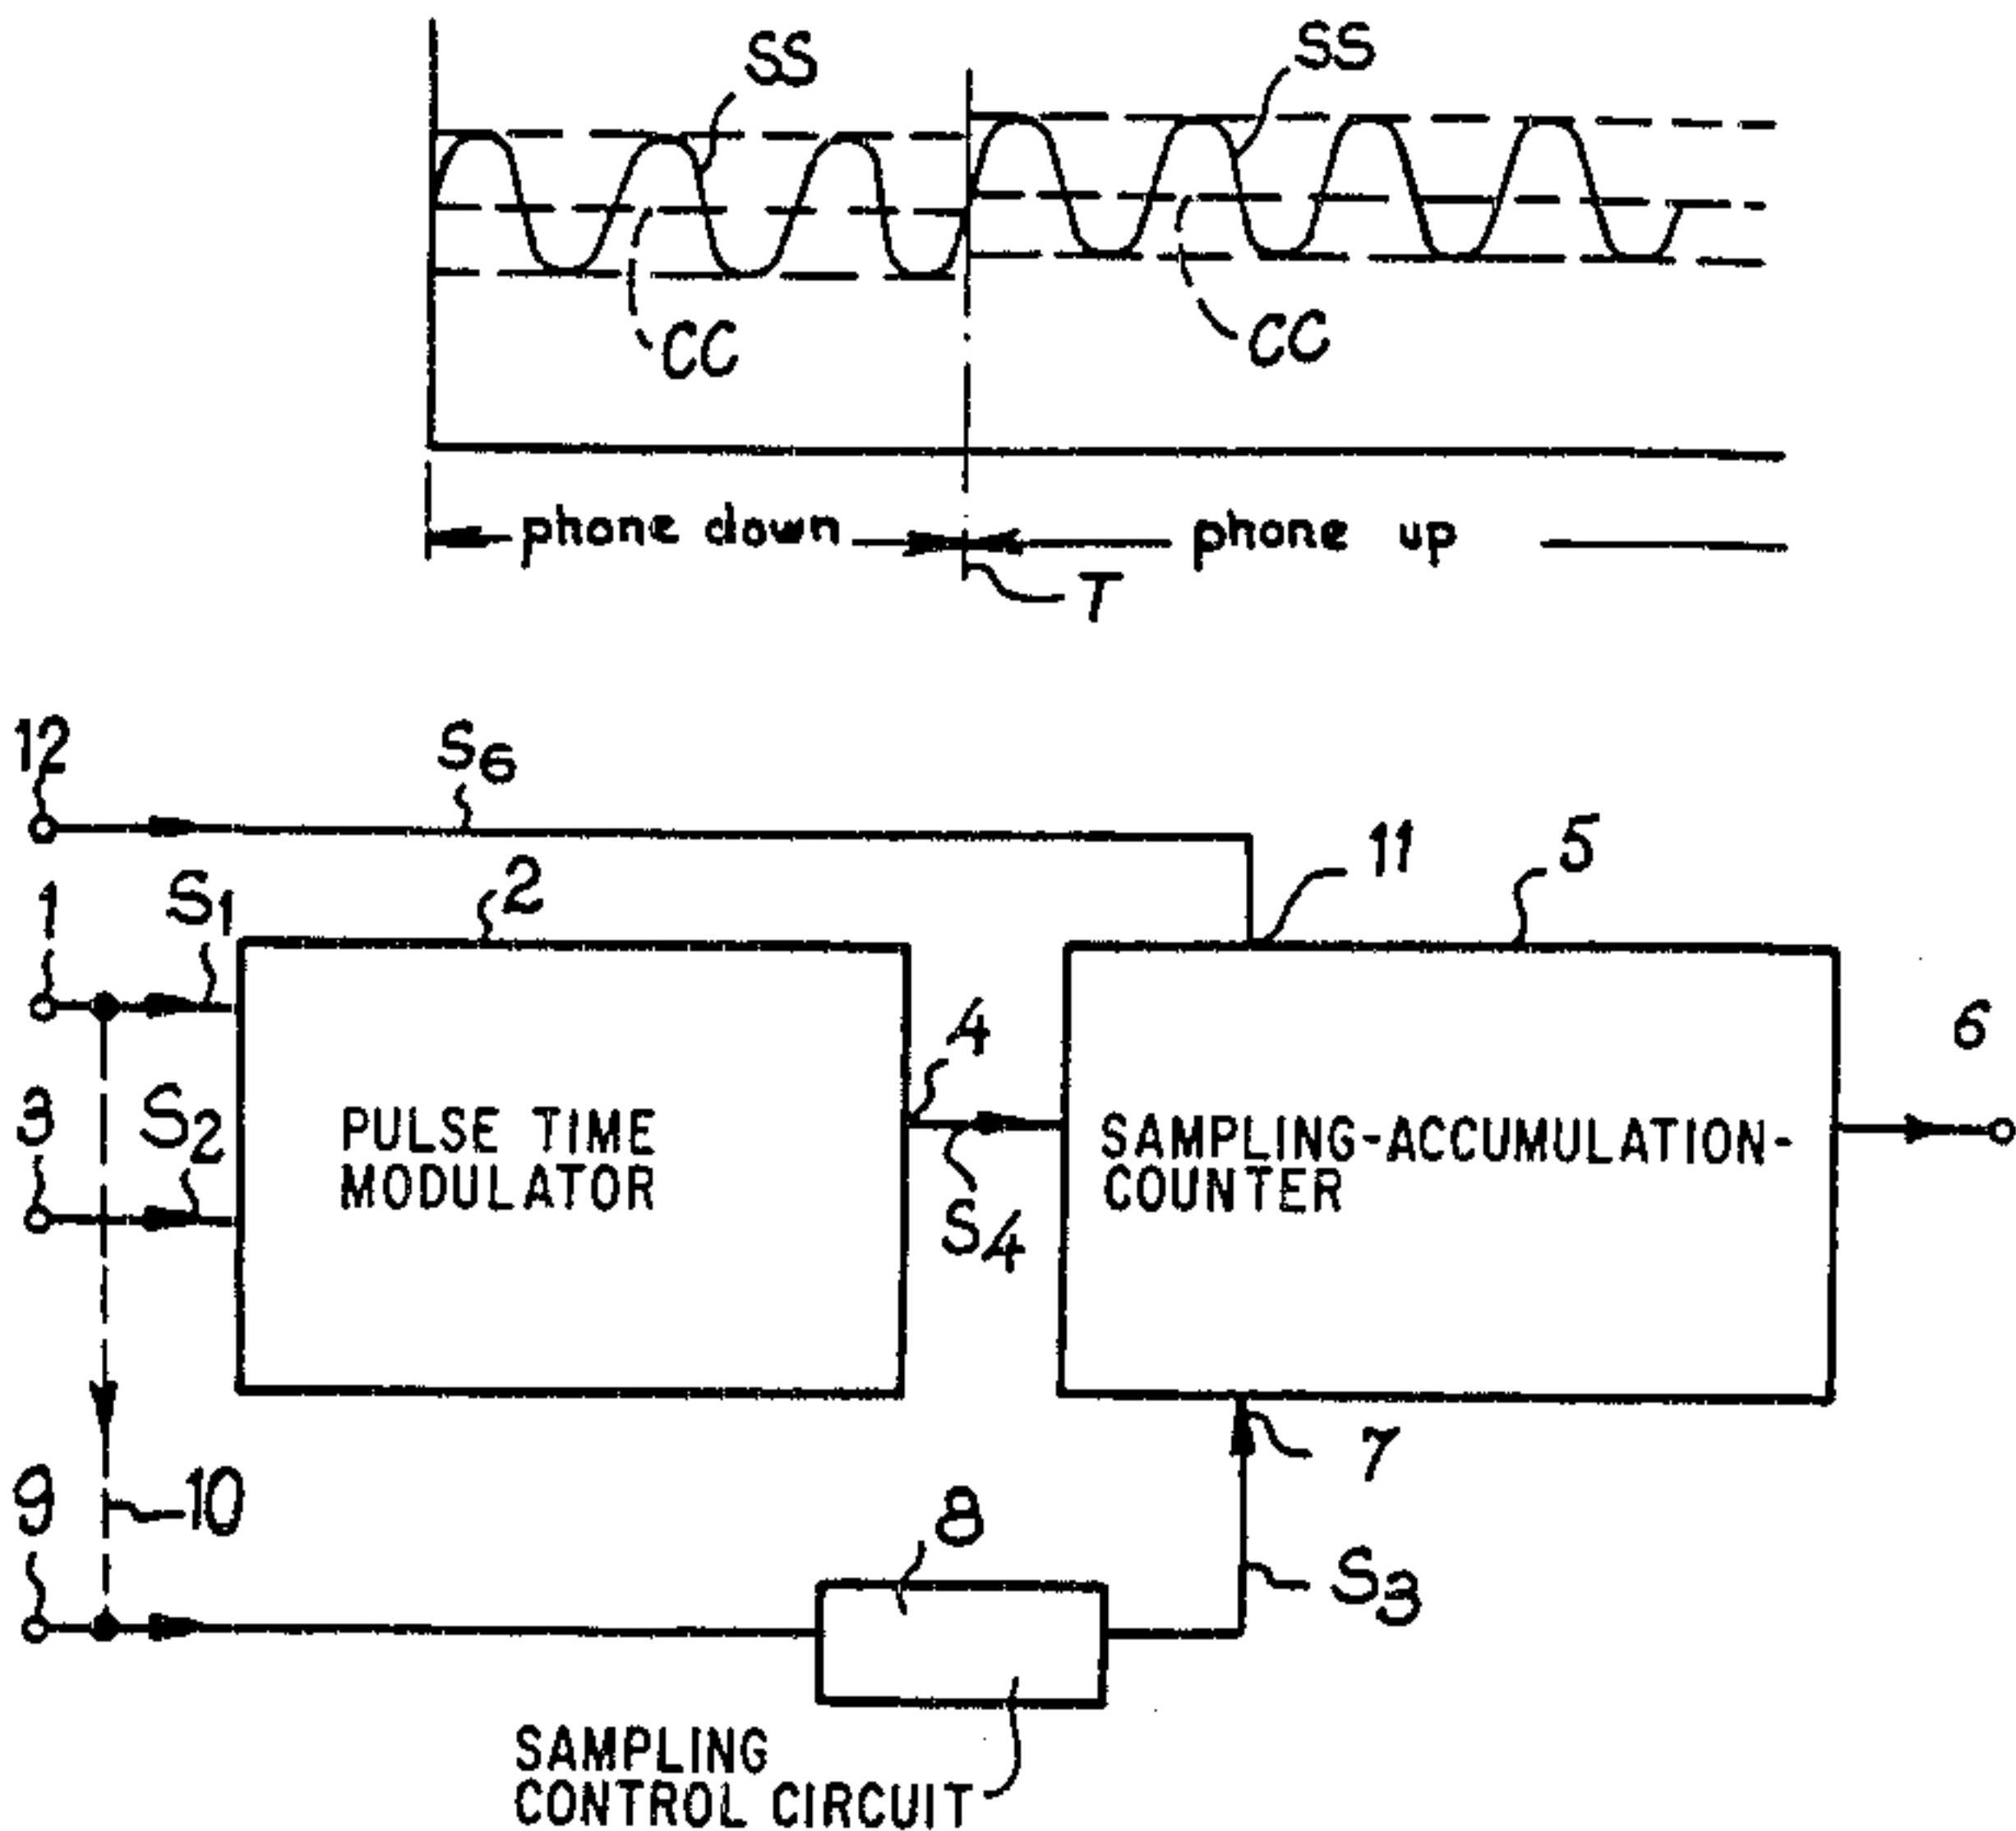 SS
SS
CC
CC
phone down
phone up
T
12
S6
11
5
1
S1
2
4
6
3
S2
PULSE TIME
MODULATOR
S4
SAMPLING-ACCUMULATION-
COUNTER
7
9
10
8
S3
SAMPLING
CONTROL CIRCUIT